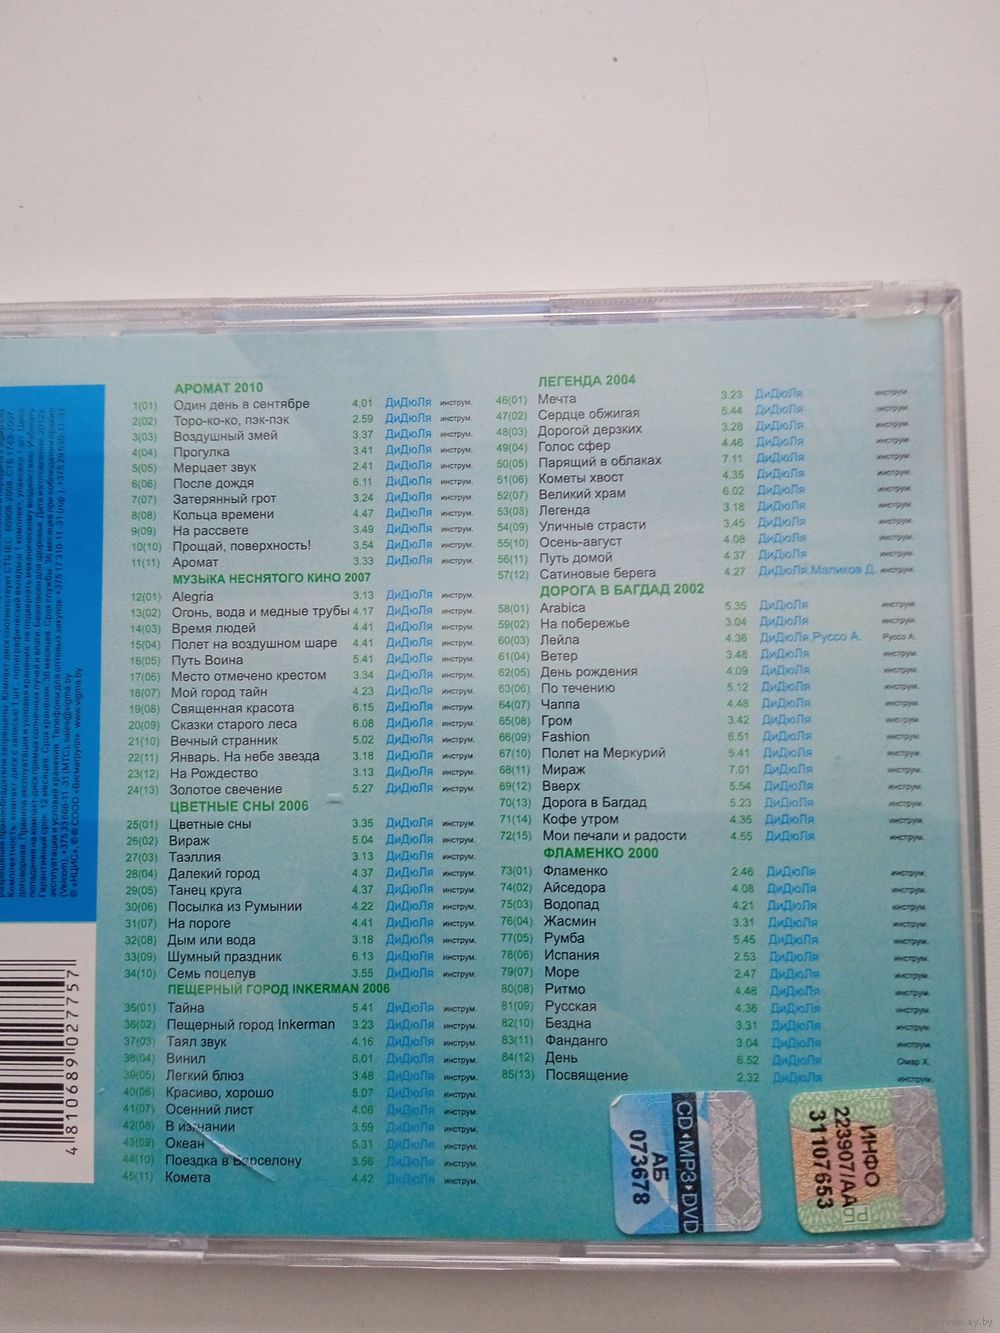 АРОМАТ 2010
1(01) Один день в сентябре 4.01 ДиДюЛя инструм.
2(02) Торо-ко-ко, пэк-пэк 2.59 ДиДюЛя инструм.
3(03) Воздушный змей 3.37 ДиДюЛя инструм.
4(04) Прогулка 3.41 ДиДюЛя инструм.
5(05) Мерцает звук 2.41 ДиДюЛя инструм.
6(06) После дождя 6.11 ДиДюЛя инструм.
7(07) Затерянный грот 3.24 ДиДюЛя инструм.
8(08) Кольца времени 4.47 ДиДюЛя инструм.
9(09) На рассвете 3.49 ДиДюЛя инструм.
10(10) Прощай, поверхность! 3.54 ДиДюЛя инструм.
11(11) Аромат 3.33 ДиДюЛя инструм.
МУЗЫКА НЕСНЯТОГО КИНО 2007
12(01) Alegria 3.13 ДиДюЛя инструм.
13(02) Огонь, вода и медные трубы 4.17 ДиДюЛя инструм.
14(03) Время людей 4.41 ДиДюЛя инструм.
15(04) Полет на воздушном шаре 4.41 ДиДюЛя инструм.
16(05) Путь Воина 5.41 ДиДюЛя инструм.
17(06) Место отмечено крестом 3.34 ДиДюЛя инструм.
18(07) Мой город тайн 4.23 ДиДюЛя инструм.
19(08) Священная красота 6.15 ДиДюЛя инструм.
20(09) Сказки старого леса 6.08 ДиДюЛя инструм.
21(10) Вечный странник 5.02 ДиДюЛя инструм.
22(11) Январь. На небе звезда 3.18 ДиДюЛя инструм.
23(12) На Рождество 3.13 ДиДюЛя инструм.
24(13) Золотое свечение 5.27 ДиДюЛя инструм.
ЦВЕТНЫЕ СНЫ 2006
25(01) Цветные сны 3.35 ДиДюЛя инструм.
26(02) Вираж 5.04 ДиДюЛя инструм.
27(03) Таэллия 3.13 ДиДюЛя инструм.
28(04) Далекий город 4.37 ДиДюЛя инструм.
29(05) Танец круга 4.37 ДиДюЛя инструм.
30(06) Посылка из Румынии 4.22 ДиДюЛя инструм.
31(07) На пороге 4.41 ДиДюЛя инструм.
32(08) Дым или вода 3.18 ДиДюЛя инструм.
33(09) Шумный праздник 6.13 ДиДюЛя инструм.
34(10) Семь поцелув 3.55 ДиДюЛя инструм.
ПЕЩЕРНЫЙ ГОРОД INKERMAN 2006
35(01) Тайна 5.41 ДиДюЛя инструм.
36(02) Пещерный город Inkerman 3.23 ДиДюЛя инструм.
37(03) Таял звук 4.16 ДиДюЛя инструм.
38(04) Винил 6.01 ДиДюЛя инструм.
39(05) Легкий блюз 3.48 ДиДюЛя инструм.
40(06) Красиво, хорошо 5.07 ДиДюЛя инструм.
41(07) Осенний лист 4.06 ДиДюЛя инструм.
42(08) В изгнании 3.59 ДиДюЛя инструм.
43(09) Океан 5.31 ДиДюЛя инструм.
44(10) Поездка в Барселону 3.56 ДиДюЛя инструм.
45(11) Комета 4.42 ДиДюЛя инструм.
ЛЕГЕНДА 2004
46(01) Мечта 3.23 ДиДюЛя инструм.
47(02) Сердце обжигая 5.44 ДиДюЛя инструм.
48(03) Дорогой дерзких 3.28 ДиДюЛя инструм.
49(04) Голос сфер 4.46 ДиДюЛя инструм.
50(05) Парящий в облаках 7.11 ДиДюЛя инструм.
51(06) Кометы хвост 4.35 ДиДюЛя инструм.
52(07) Великий храм 6.02 ДиДюЛя инструм.
53(03) Легенда 3.18 ДиДюЛя инструм.
54(09) Уличные страсти 3.45 ДиДюЛя инструм.
55(10) Осень-август 4.08 ДиДюЛя инструм.
56(11) Путь домой 4.37 ДиДюЛя инструм.
57(12) Сатиновые берега 4.27 ДиДюЛя.Маликов Д. инструм.
ДОРОГА В БАГДАД 2002
58(01) Arabica 5.35 ДиДюЛя инструм.
59(02) На побережье 3.04 ДиДюЛя инструм.
60(03) Лейла 4.36 ДиДюЛя.Руссо А. Руссо А.
61(04) Ветер 3.48 ДиДюЛя инструм.
62(05) День рождения 4.09 ДиДюЛя инструм.
63(06) По течению 5.12 ДиДюЛя инструм.
64(07) Чаппа 4.48 ДиДюЛя инструм.
65(08) Гром 3.42 ДиДюЛя инструм.
66(09) Fashion 6.51 ДиДюЛя инструм.
67(10) Полет на Меркурий 5.41 ДиДюЛя инструм.
68(11) Мираж 7.01 ДиДюЛя инструм.
69(12) Вверх 5.54 ДиДюЛя инструм.
70(13) Дорога в Багдад 5.23 ДиДюЛя инструм.
71(14) Кофе утром 4.35 ДиДюЛя инструм.
72(15) Мои печали и радости 4.55 ДиДюЛя инструм.
ФЛАМЕНКО 2000
73(01) Фламенко 2.46 ДиДюЛя инструм.
74(02) Айседора 4.08 ДиДюЛя инструм.
75(03) Водопад 4.21 ДиДюЛя инструм.
76(04) Жасмин 3.31 ДиДюЛя инструм.
77(05) Румба 5.45 ДиДюЛя инструм.
78(06) Испания 2.53 ДиДюЛя инструм.
79(07) Море 2.47 ДиДюЛя инструм.
80(08) Ритмо 4.48 ДиДюЛя инструм.
81(09) Русская 4.36 ДиДюЛя инструм.
82(10) Бездна 3.31 ДиДюЛя инструм.
83(11) Фанданго 3.04 ДиДюЛя инструм.
84(12) День 6.52 ДиДюЛя Омар Х.
85(13) Посвящение 2.32 ДиДюЛя инструм.
4 810689 027757
CD•MP3•DVD
АБ
073678
ИНФО
223907/АА
31107653
www.ay.by